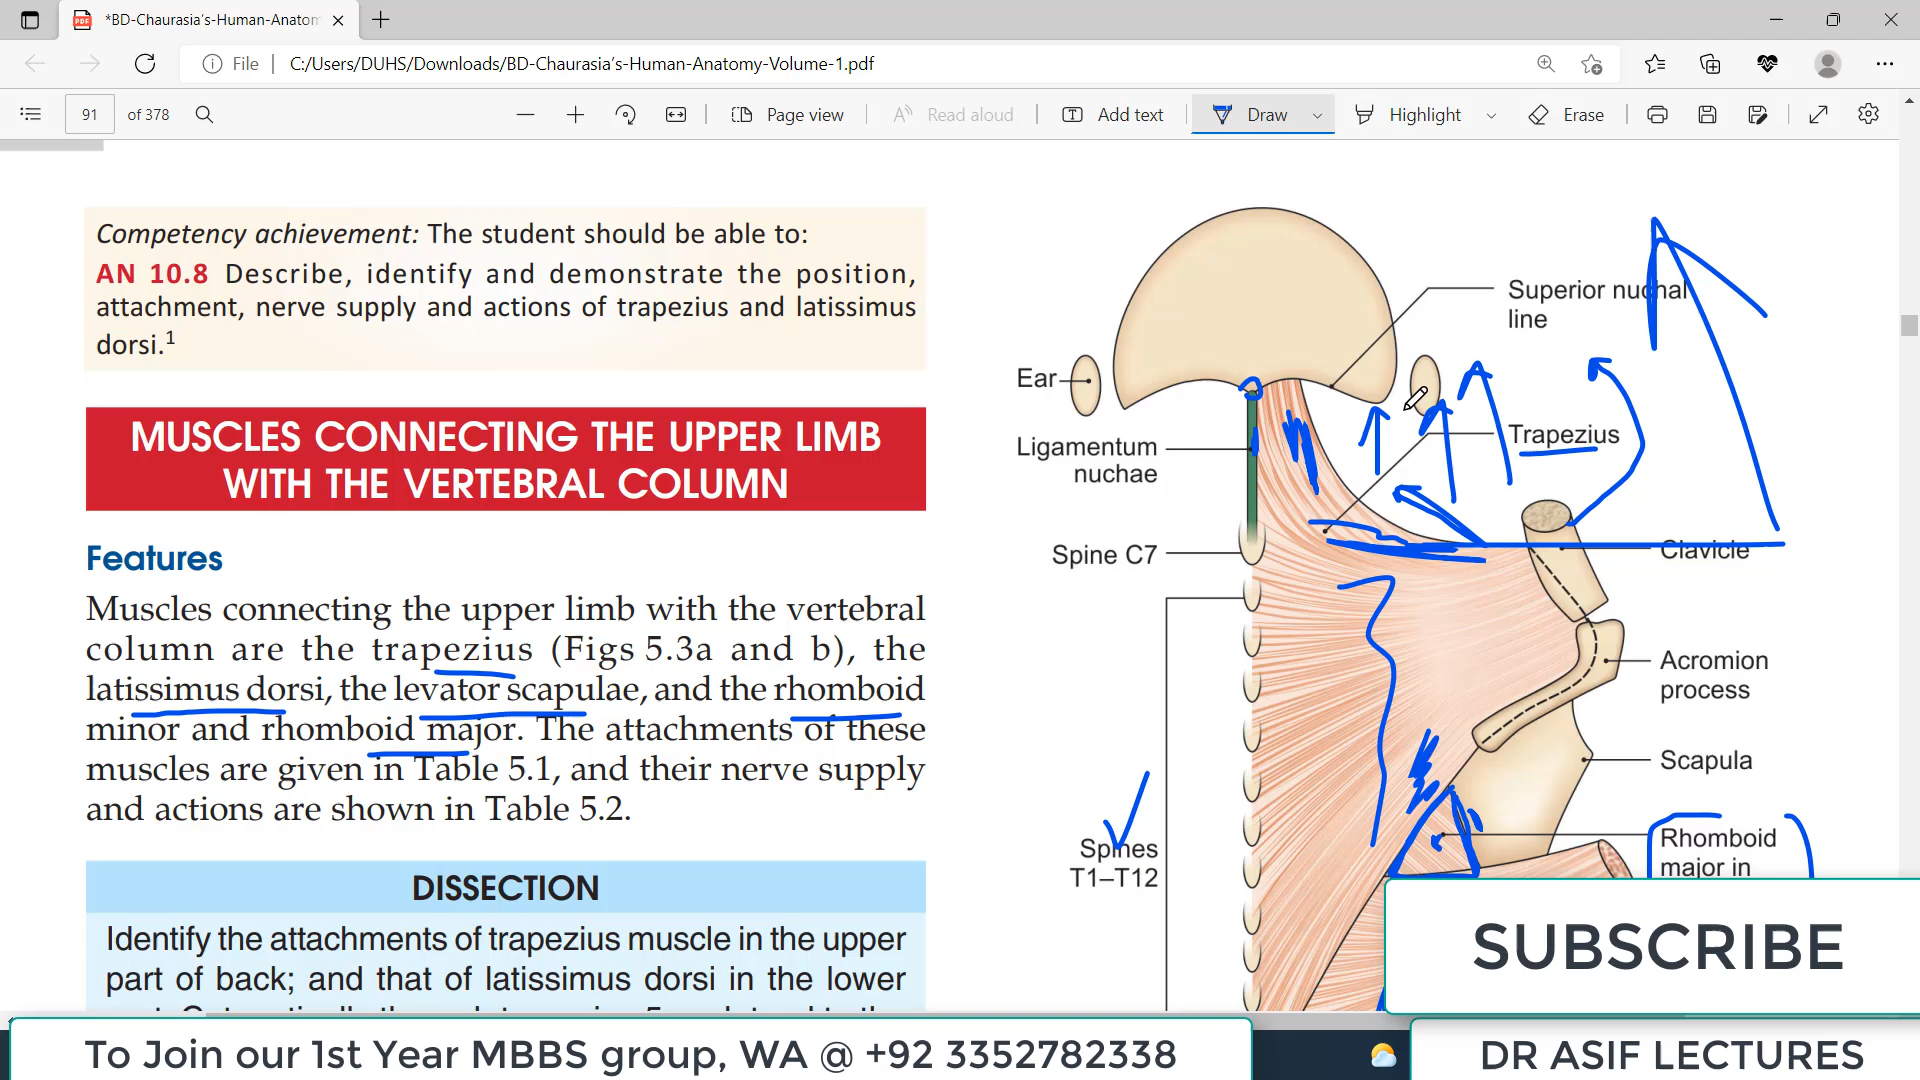 *BD-Chaurasia's-Human-Anatom
File
C:/Users/DUHS/Downloads/BD-Chaurasia's-Human-Anatomy-Volume-1.pdf
91 of 378
Page view
Read aloud
Add text
Draw
Highlight
Erase
Competency achievement: The student should be able to:
AN 10.8 Describe, identify and demonstrate the position,
attachment, nerve supply and actions of trapezius and latissimus
dorsi.1
MUSCLES CONNECTING THE UPPER LIMB
WITH THE VERTEBRAL COLUMN
Features
Muscles connecting the upper limb with the vertebral
column are the trapezius (Figs 5.3a and b), the
latissimus dorsi, the levator scapulae, and the rhomboid
minor and rhomboid major. The attachments of these
muscles are given in Table 5.1, and their nerve supply
and actions are shown in Table 5.2.
DISSECTION
Identify the attachments of trapezius muscle in the upper
part of back; and that of latissimus dorsi in the lower
Superior nuchal
line
Ear
Ligamentum
nuchae
Trapezius
Spine C7
Clavicle
Acromion
process
Scapula
Spines
T1–T12
Rhomboid
major in
SUBSCRIBE
To Join our 1st Year MBBS group, WA @ +92 3352782338
DR ASIF LECTURES